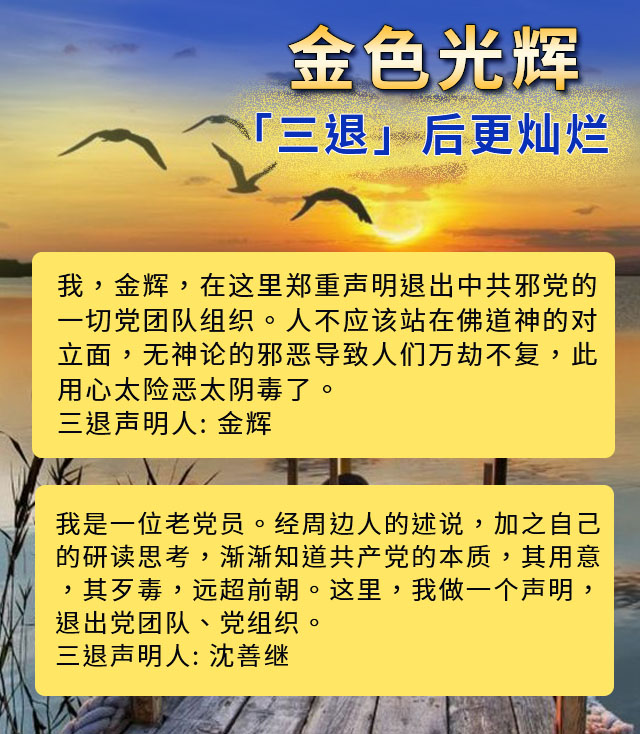 金色光辉
「三退」后更灿烂
我，金辉，在这里郑重声明退出中共邪党的
一切党团队组织。人不应该站在佛道神的对
立面，无神论的邪恶导致人们万劫不复，此
用心太险恶太阴毒了。
三退声明人: 金辉
我是一位老党员。经周边人的述说，加之自己
的研读思考，渐渐知道共产党的本质，其用意
，其歹毒，远超前朝。这里，我做一个声明，
退出党团队、党组织。
三退声明人: 沈善继